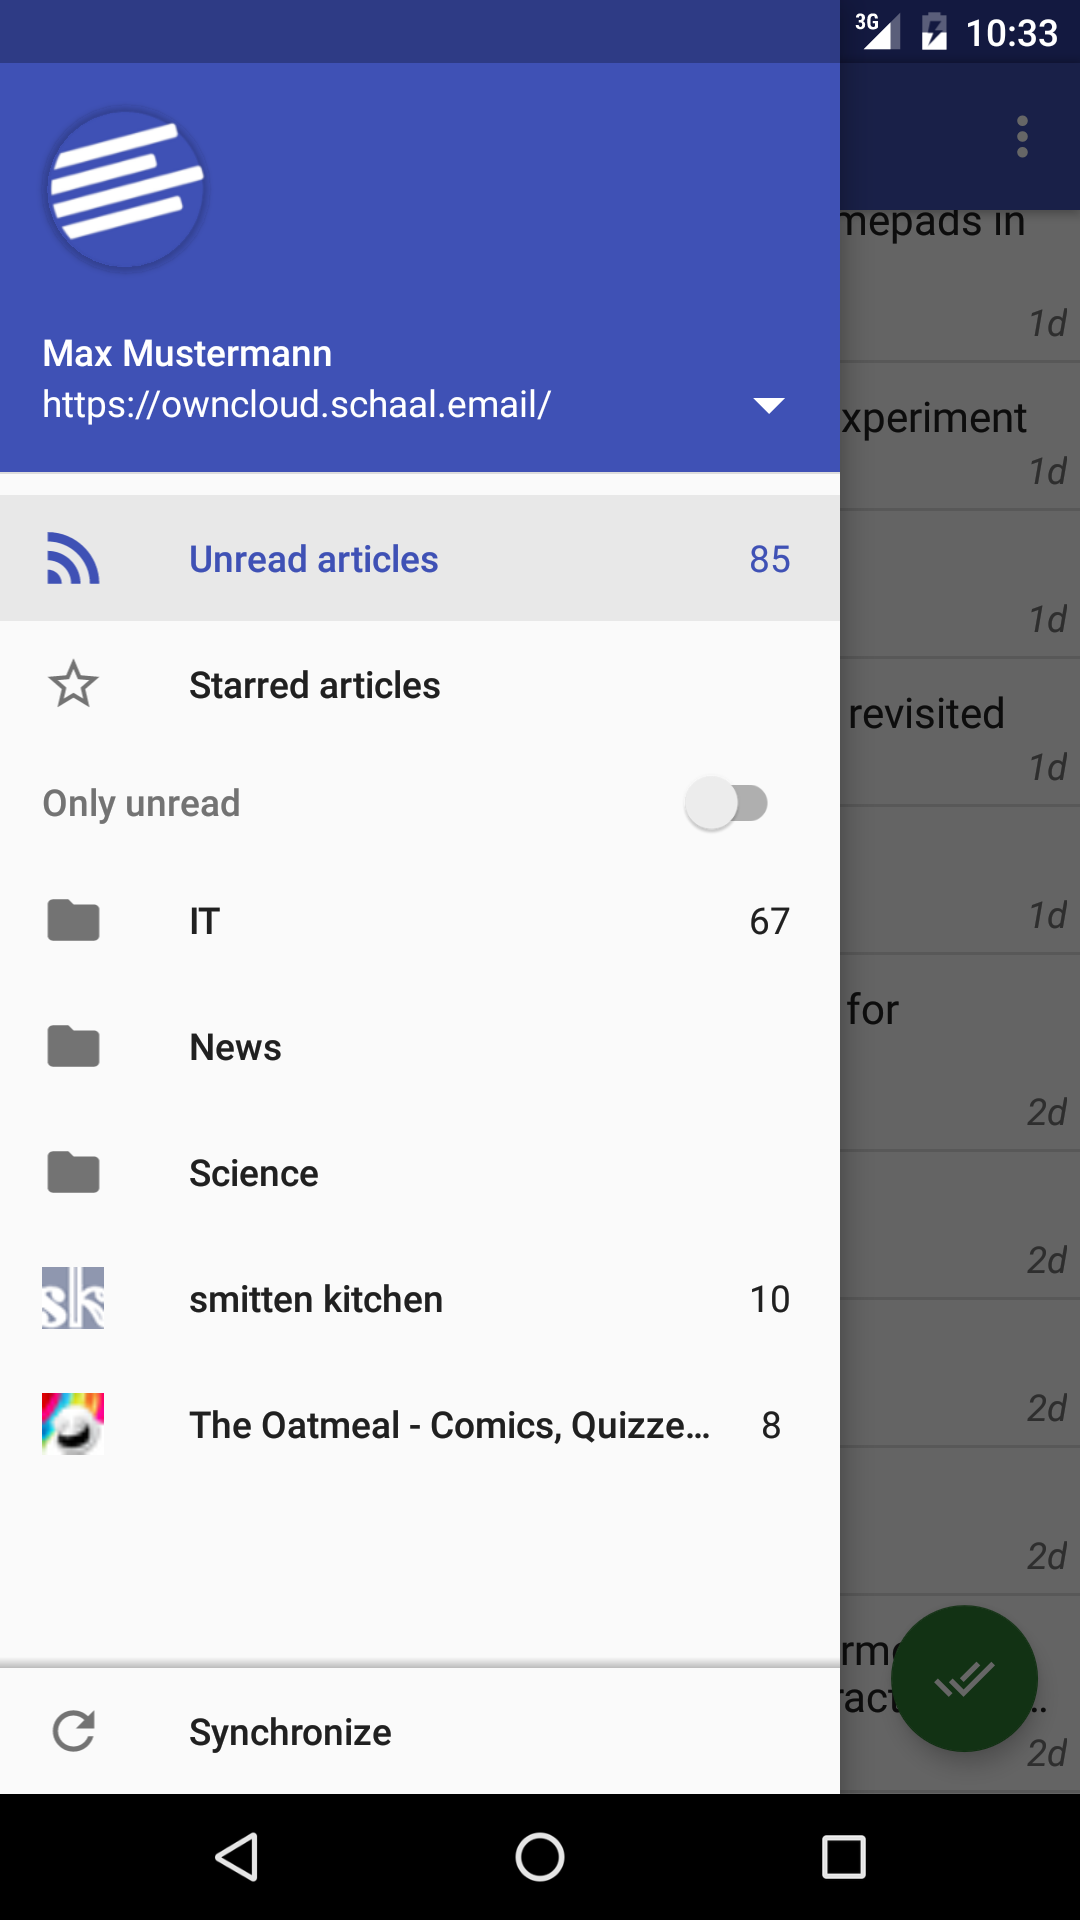 3G 10:33
mepads in
1d
Max Mustermann
https://owncloud.schaal.email/
xperiment
1d
Unread articles 85
1d
Starred articles
revisited
1d
Only unread
IT 67
1d
for
News
2d
Science
2d
smitten kitchen 10
2d
The Oatmeal - Comics, Quizze... 8
2d
Synchronize
2d